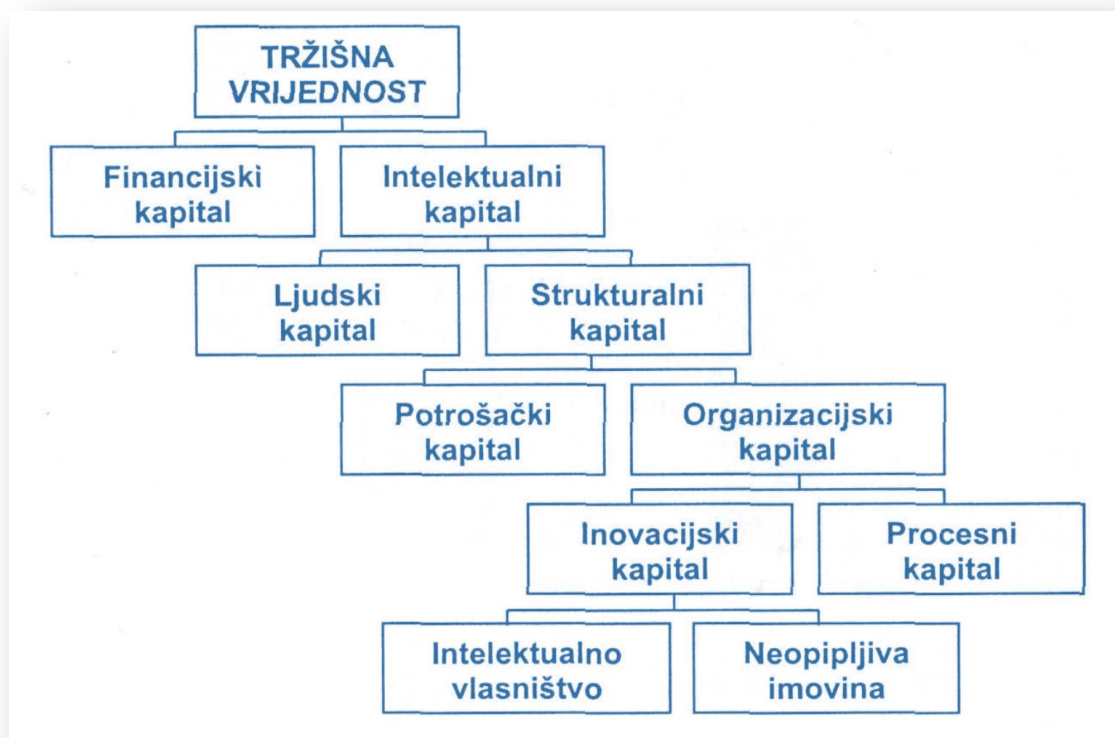 TRŽIŠNA
VRIJEDNOST
Financijski
kapital
Intelektualni
kapital
Ljudski
kapital
Strukturalni
kapital
Potrošački
kapital
Organizacijski
kapital
Inovacijski
kapital
Procesni
kapital
Intelektualno
vlasništvo
Neopipljiva
imovina